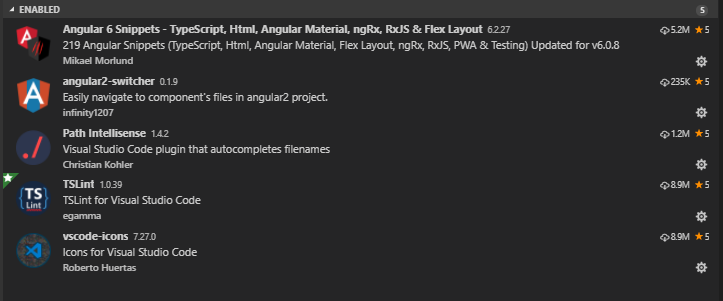 ENABLED 5
Angular 6 Snippets - TypeScript, Html, Angular Material, ngRx, RxJS & Flex Layout 6.2.27 5.2M ★ 5
219 Angular Snippets (TypeScript, Html, Angular Material, Flex Layout, ngRx, RxJS, PWA & Testing) Updated for v6.0.8
Mikael Morlund
angular2-switcher 0.1.9 235K ★ 5
Easily navigate to component's files in angular2 project.
infinity1207
Path Intellisense 1.4.2 1.2M ★ 5
Visual Studio Code plugin that autocompletes filenames
Christian Kohler
TSLint 1.0.39 8.9M ★ 5
TSLint for Visual Studio Code
egamma
TS
Lint
vscode-icons 7.27.0 8.9M ★ 5
Icons for Visual Studio Code
Roberto Huertas